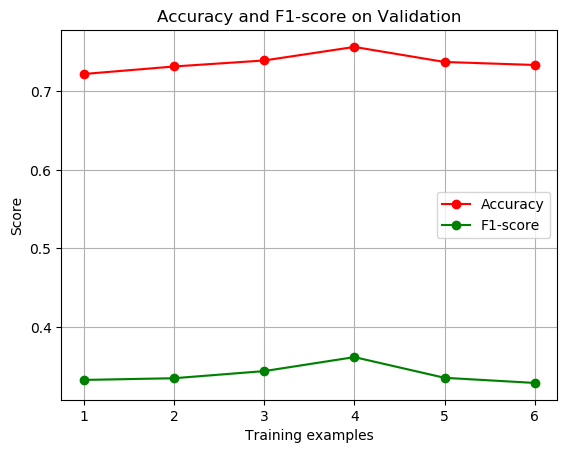 Accuracy and F1-score on Validation
0.7
0.6
0.5
0.4
Score
Accuracy
F1-score
1 2 3 4 5 6
Training examples